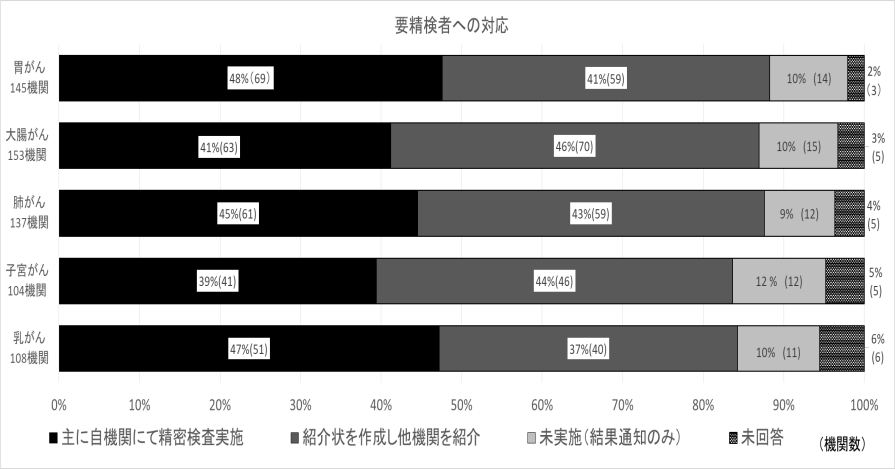 要精検者への対応
胃がん
145機関
48%(69)
41%(59)
10% (14)
2%
(3)
大腸がん
153機関
41%(63)
46%(70)
10% (15)
3%
(5)
肺がん
137機関
45%(61)
43%(59)
9% (12)
4%
(5)
子宮がん
104機関
39%(41)
44%(46)
12% (12)
5%
(5)
乳がん
108機関
47%(51)
37%(40)
10% (11)
6%
(6)
0% 10% 20% 30% 40% 50% 60% 70% 80% 90% 100%
主に自機関にて精密検査実施 紹介状を作成し他機関を紹介 未実施(結果通知のみ) 未回答 (機関数)